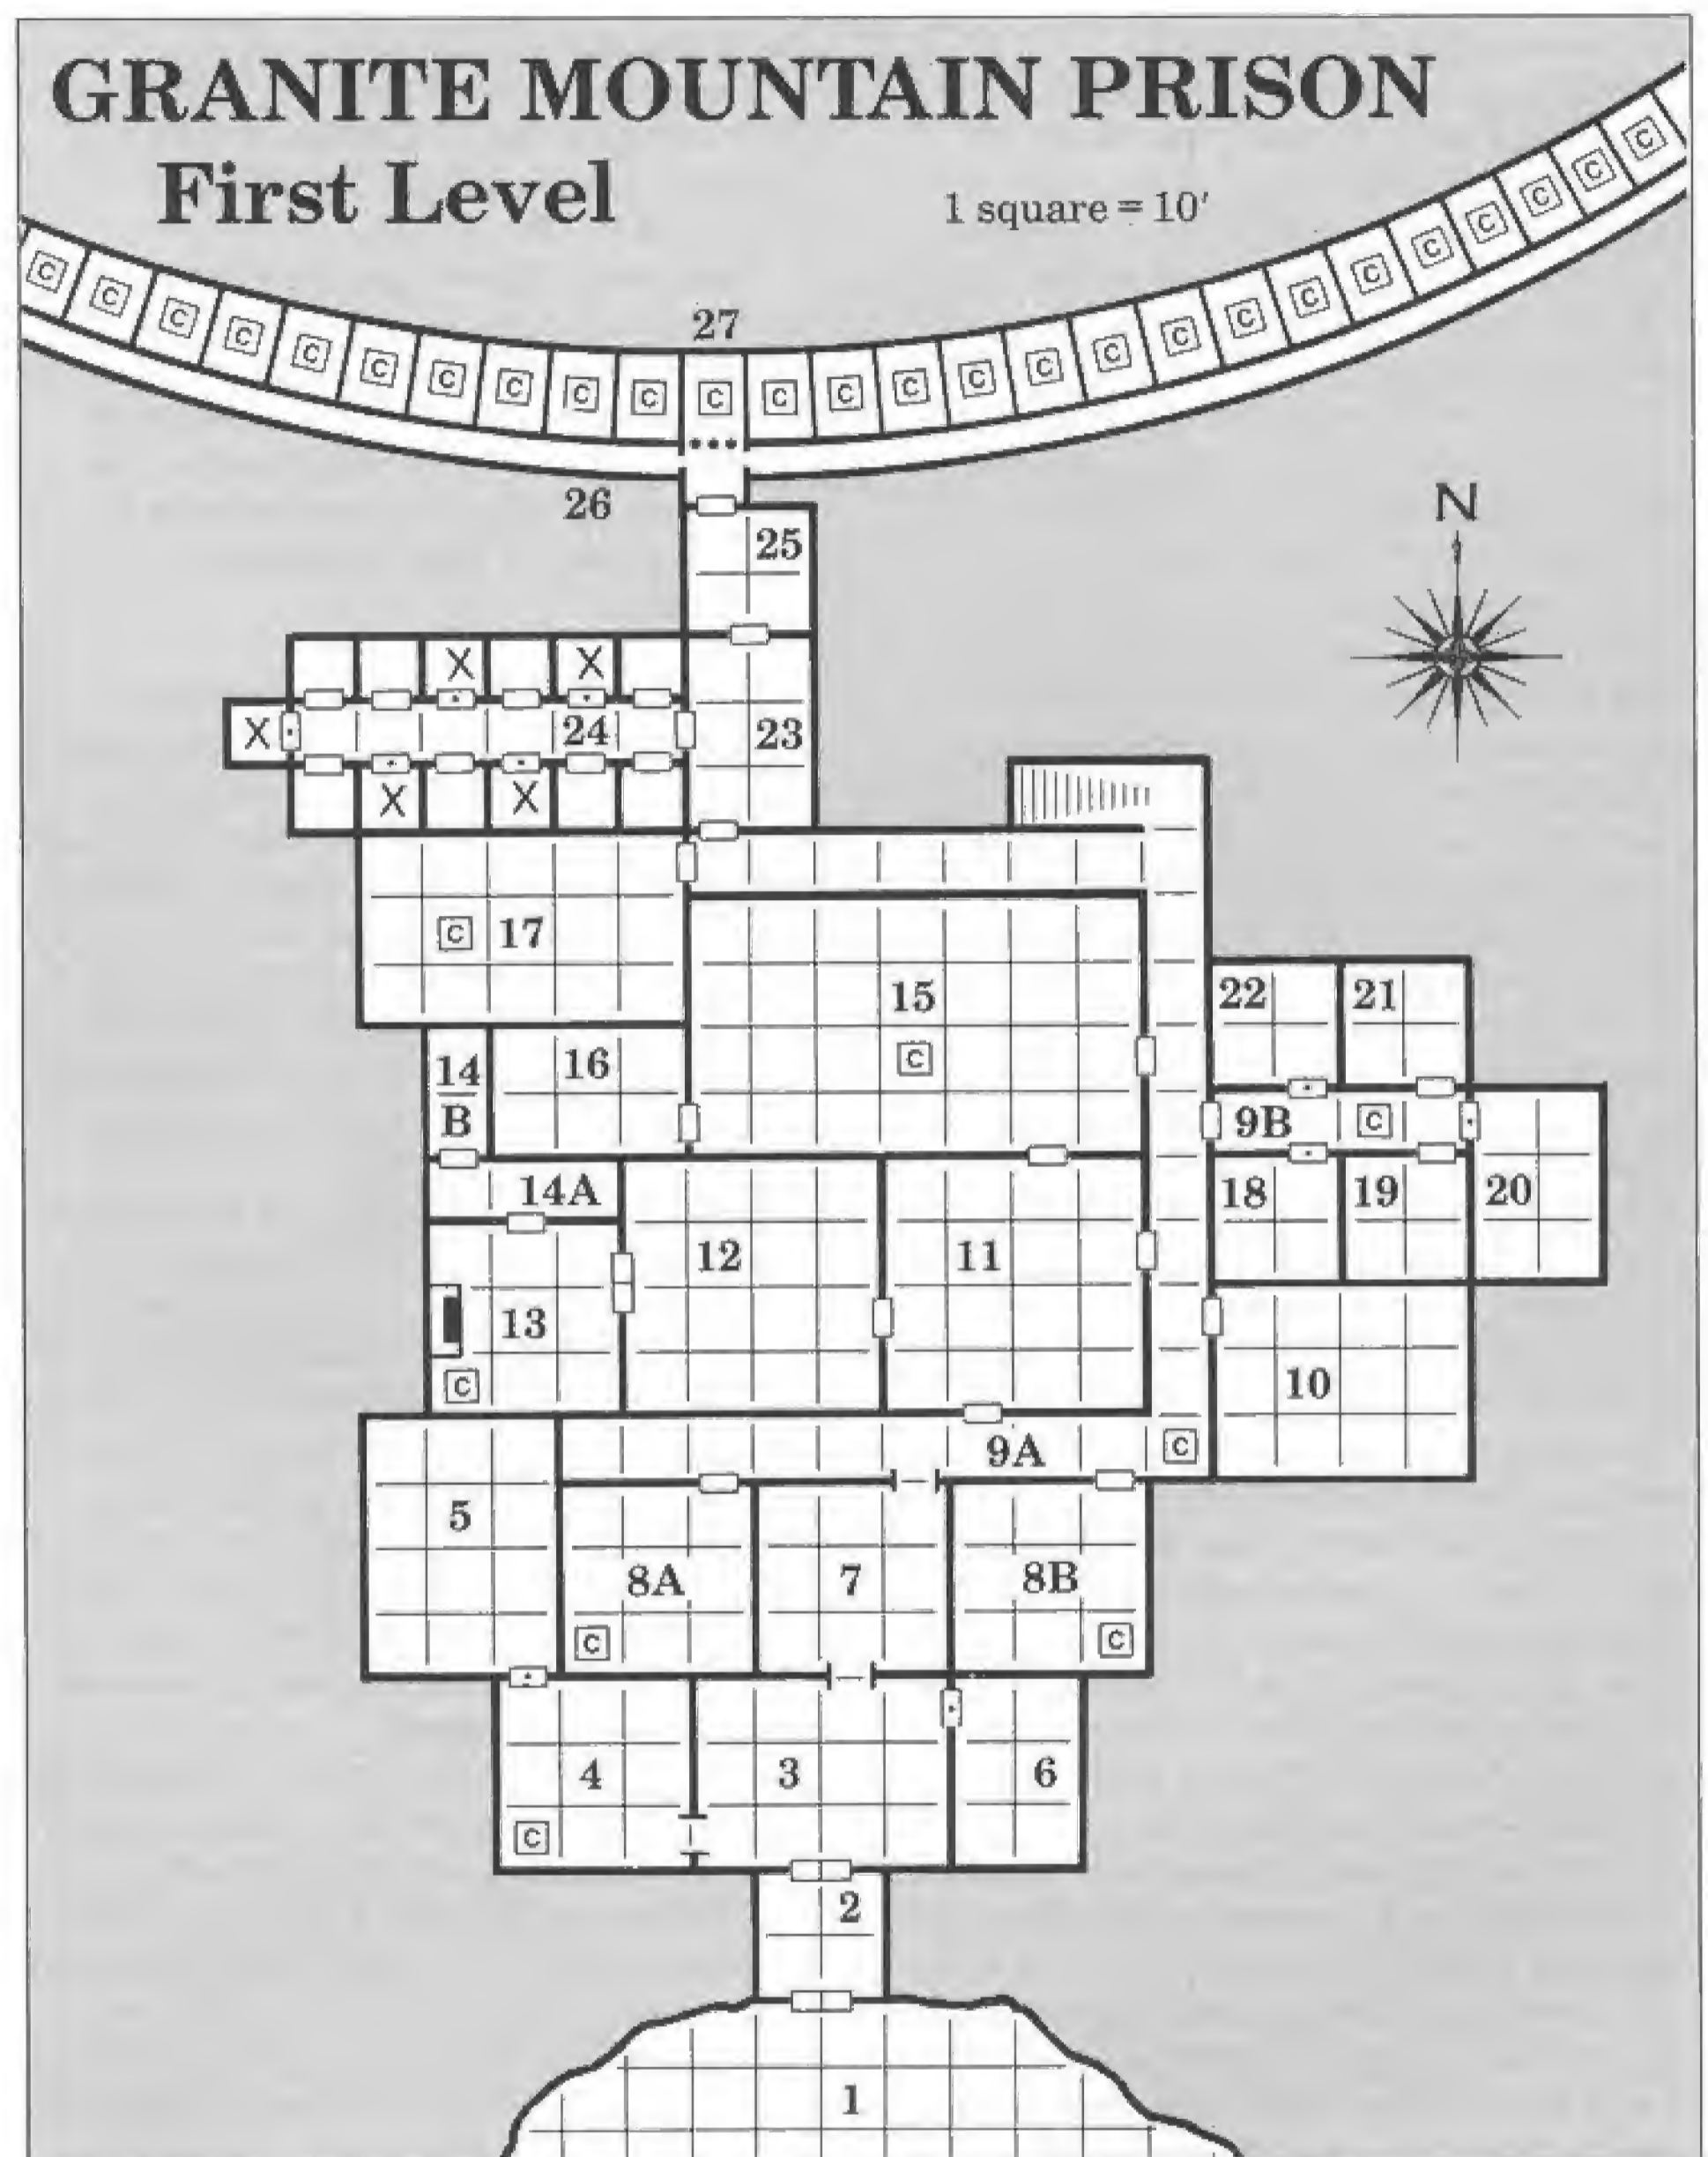 GRANITE MOUNTAIN PRISON
First Level
1 square = 10'
C C C C C C C C C C C C C C C C C C C C C C C C C
27
26
N
25
X X
24
X
23
X X
C 17
15
C
22 21
14
B
16
9B C
14A
18 19 20
12 11
13
C
10
9A C
5
8A 7 8B
C C
4 3 6
C
2
1